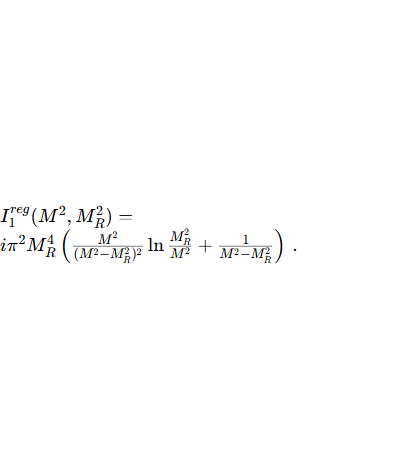 I_1^{reg}(M^2, M_R^2) =
iπ^2 M_R^4 \left( \frac{M^2}{(M^2-M_R^2)^2} \ln \frac{M_R^2}{M^2} + \frac{1}{M^2-M_R^2} \right) .